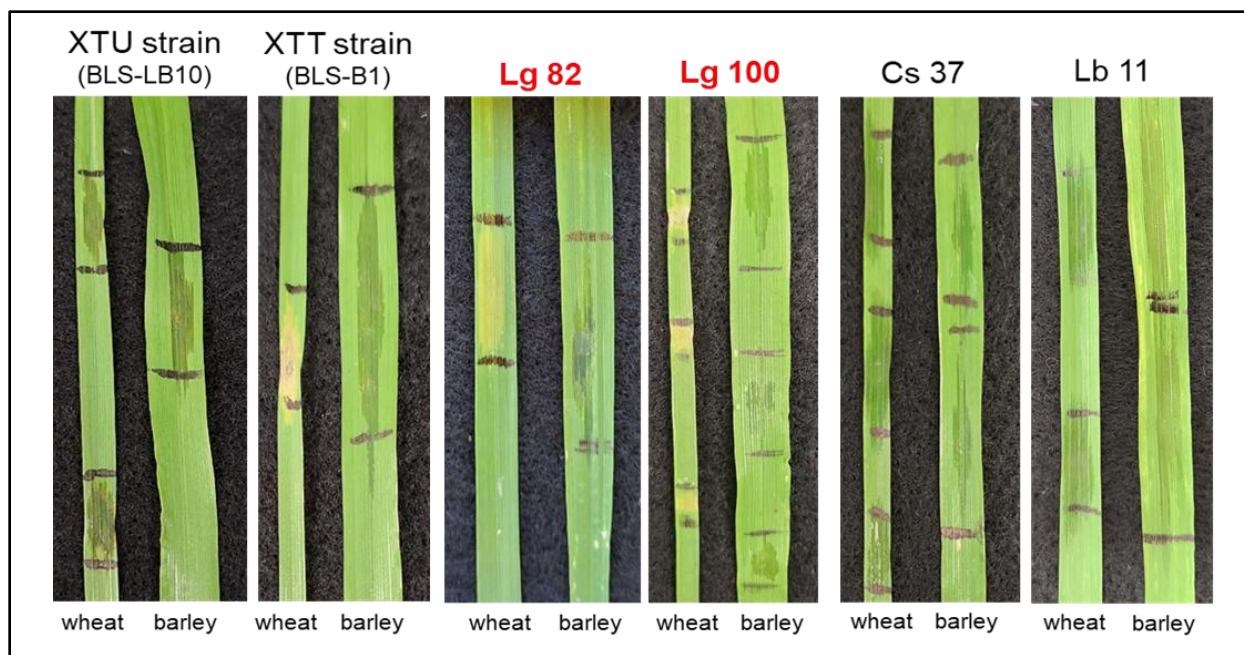 XTU strain
(BLS-LB10)
XTT strain
(BLS-B1)
Lg 82
Lg 100
Cs 37
Lb 11
wheat barley
wheat barley
wheat barley
wheat barley
wheat barley
wheat barley